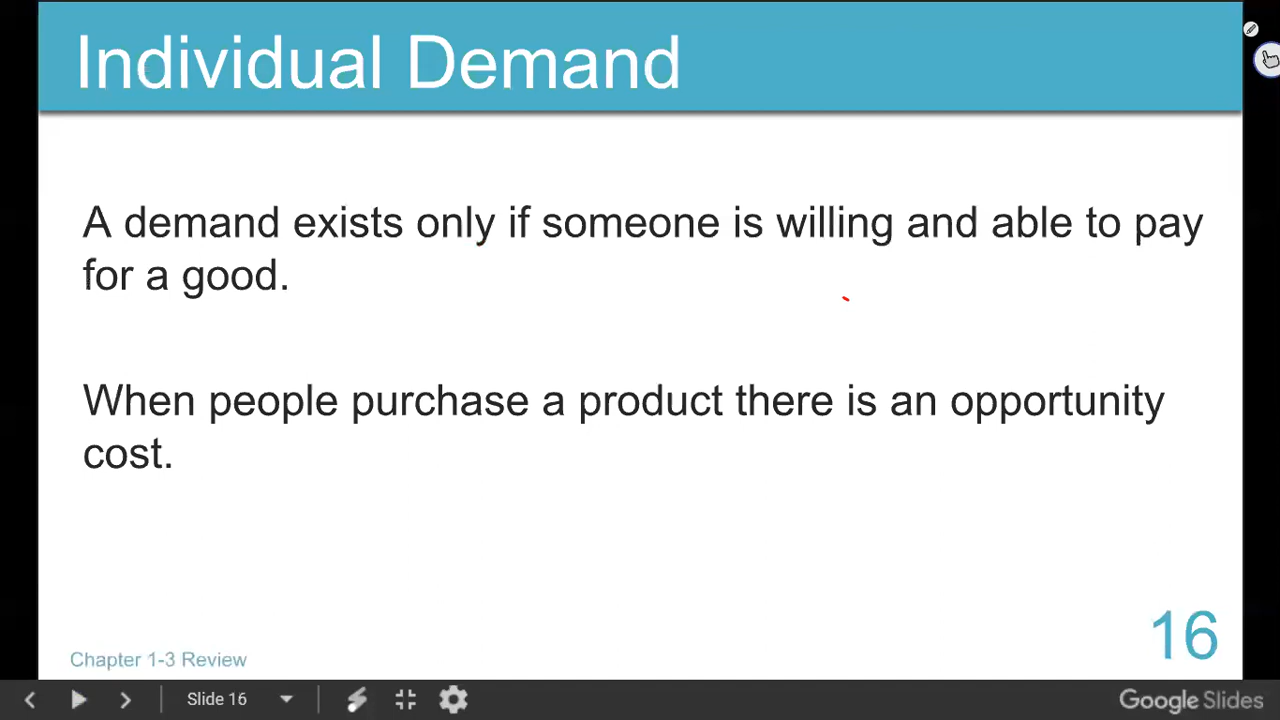 Individual Demand
A demand exists only if someone is willing and able to pay
for a good.
When people purchase a product there is an opportunity
cost.
16
Chapter 1-3 Review
Slide 16
Google Slides